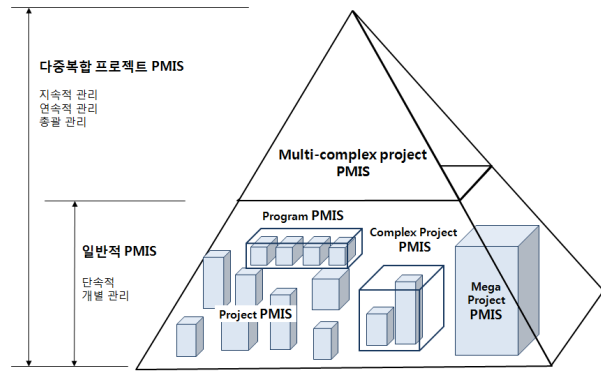 다중복합 프로젝트 PMIS
지속적 관리
연속적 관리
총괄 관리
Multi-complex project
PMIS
일반적 PMIS
단속적
개별 관리
Program PMIS
Complex Project
PMIS
Project PMIS
Mega
Project
PMIS